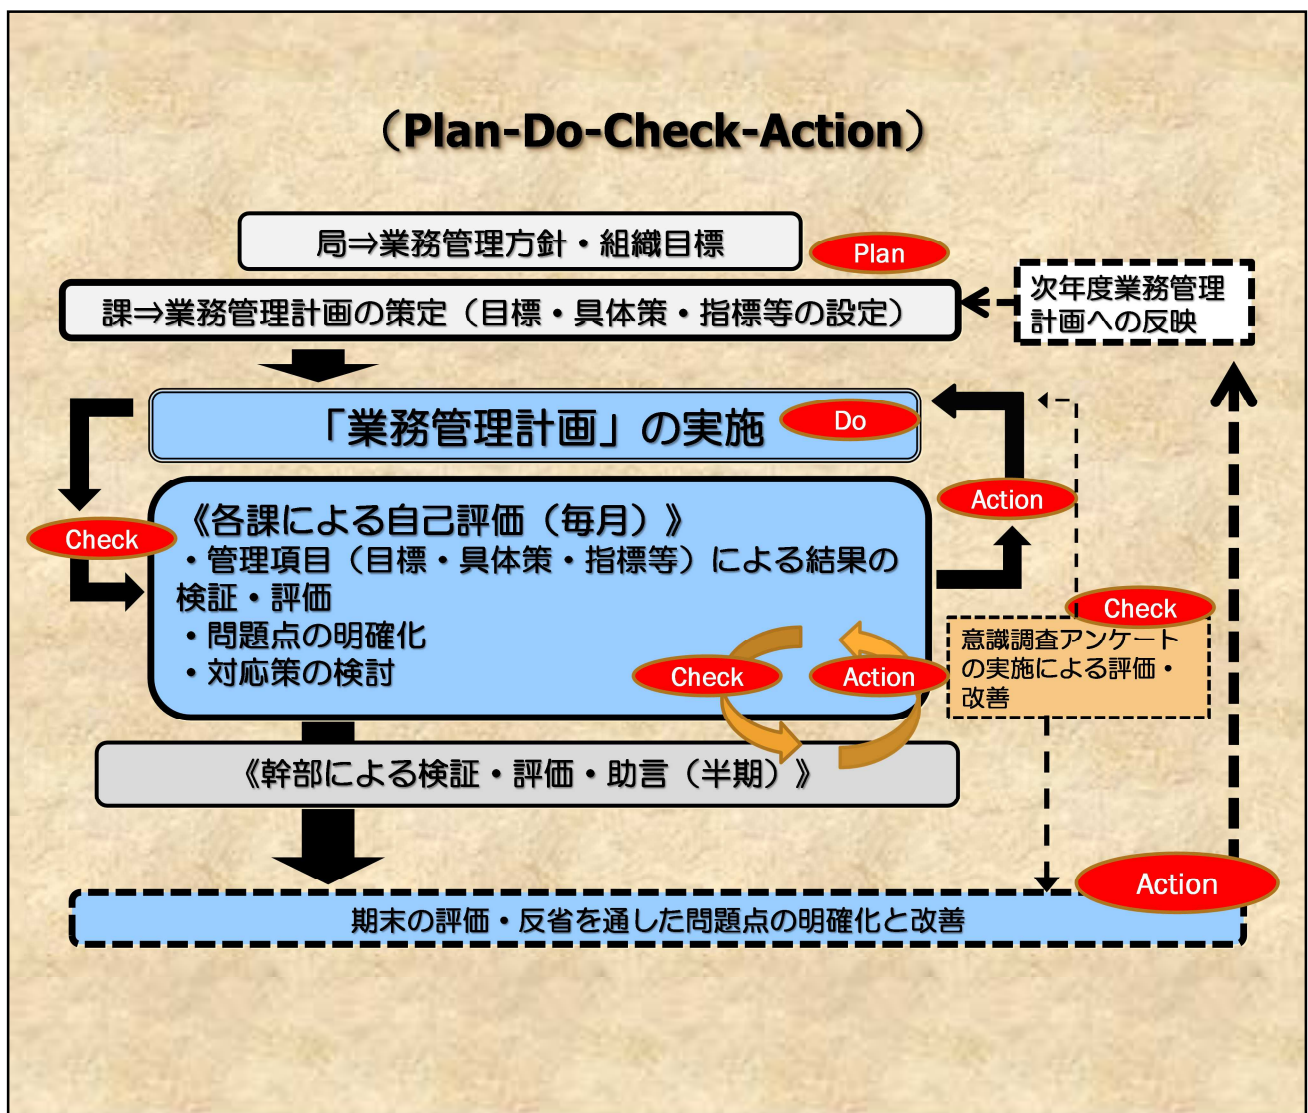 （Plan-Do-Check-Action）
局⇒業務管理方針・組織目標
Plan
課⇒業務管理計画の策定（目標・具体策・指標等の設定）
次年度業務管理
計画への反映
「業務管理計画」の実施
Do
Action
Check
《各課による自己評価（毎月）》
・管理項目（目標・具体策・指標等）による結果の
検証・評価
・問題点の明確化
・対応策の検討
Check
Action
Check
意識調査アンケート
の実施による評価・
改善
《幹部による検証・評価・助言（半期）》
Action
期末の評価・反省を通した問題点の明確化と改善